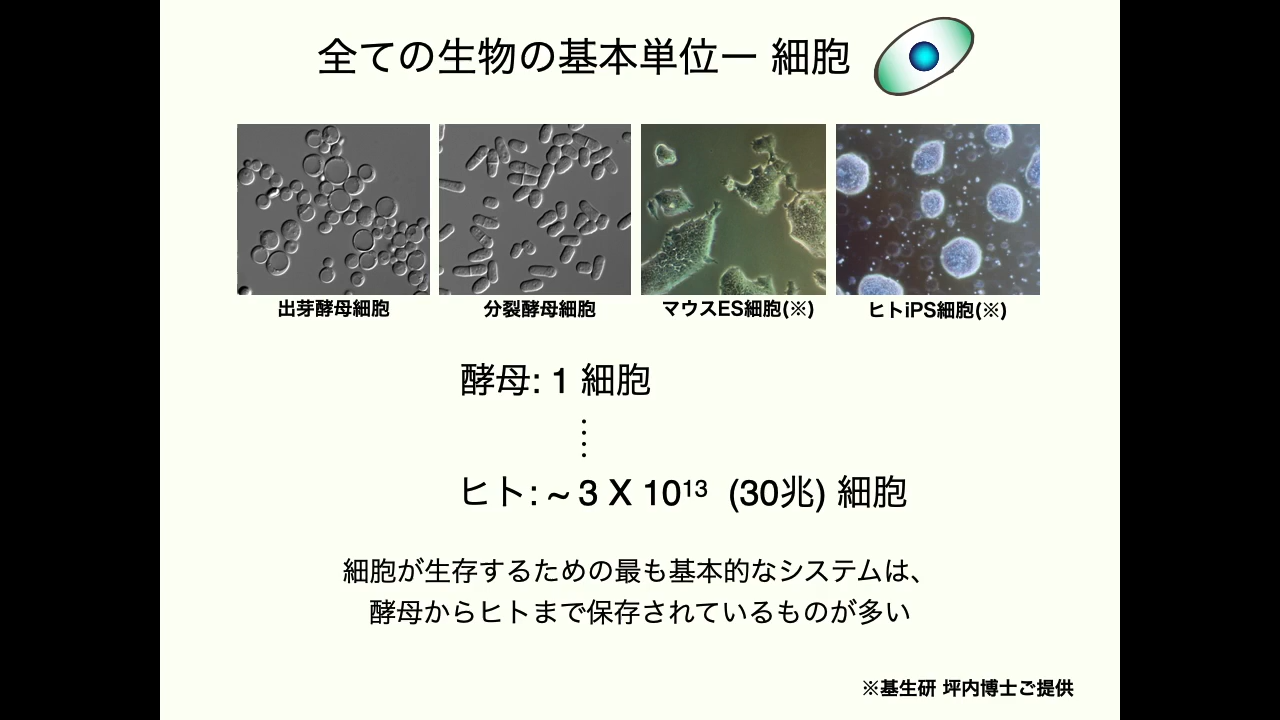 全ての生物の基本単位ー 細胞
出芽酵母細胞
分裂酵母細胞
マウスES細胞(※)
ヒトiPS細胞(※)
酵母: 1 細胞
⋮
ヒト: ~ 3 X 10¹³ (30兆) 細胞
細胞が生存するための最も基本的なシステムは、
酵母からヒトまで保存されているものが多い
※基生研 坪内博士ご提供